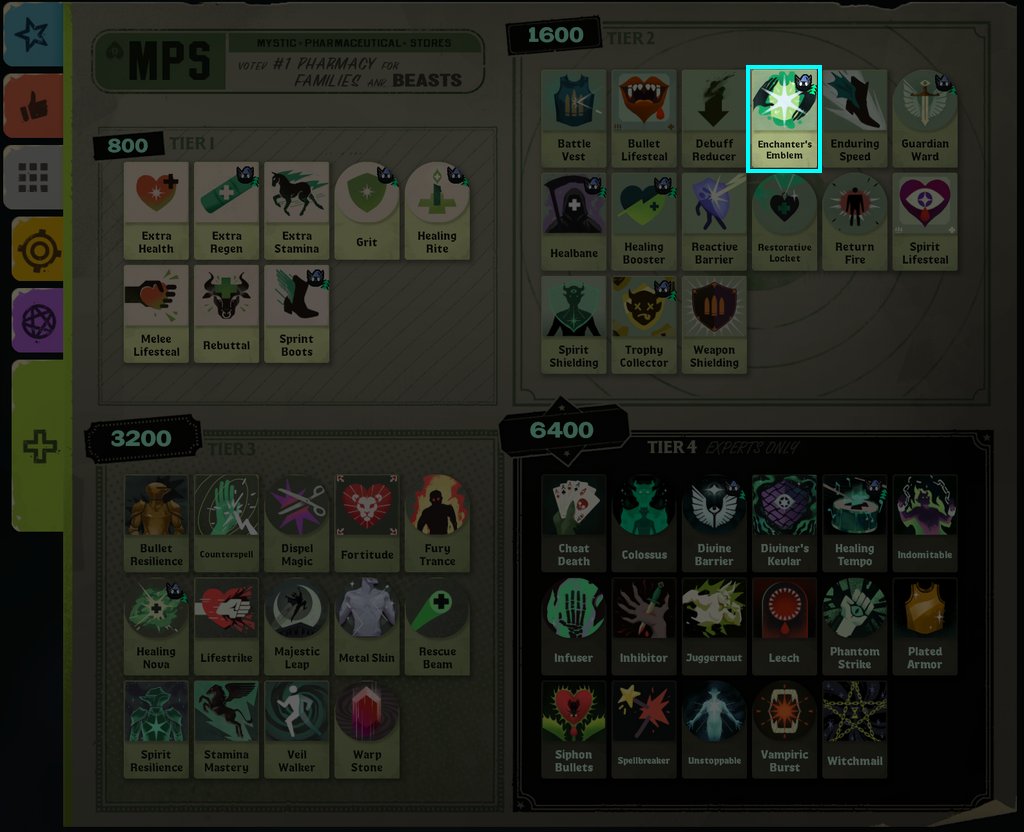 MPS
MYSTIC • PHARMACEUTICAL • STORES
VOTED #1 PHARMACY FOR
FAMILIES AND BEASTS
800
TIER 1
Extra
Health
Extra
Regen
Extra
Stamina
Grit
Healing
Rite
Melee
Lifesteal
Rebuttal
Sprint
Boots
1600
TIER 2
Battle
Vest
Bullet
Lifesteal
Debuff
Reducer
Enchanter's
Emblem
Enduring
Speed
Guardian
Ward
Healbane
Healing
Booster
Reactive
Barrier
Restorative
Locket
Return
Fire
Spirit
Lifesteal
Spirit
Shielding
Trophy
Collector
Weapon
Shielding
3200
TIER 3
Bullet
Resilience
Counterspell
Dispel
Magic
Fortitude
Fury
Trance
Healing
Nova
Lifestrike
Majestic
Leap
Metal Skin
Rescue
Beam
Spirit
Resilience
Stamina
Mastery
Veil
Walker
Warp
Stone
6400
TIER 4 EXPERTS ONLY
Cheat
Death
Colossus
Divine
Barrier
Diviner's
Kevlar
Healing
Tempo
Indomitable
Infuser
Inhibitor
Juggernaut
Leech
Phantom
Strike
Plated
Armor
Siphon
Bullets
Spellbreaker
Unstoppable
Vampiric
Burst
Witchmail